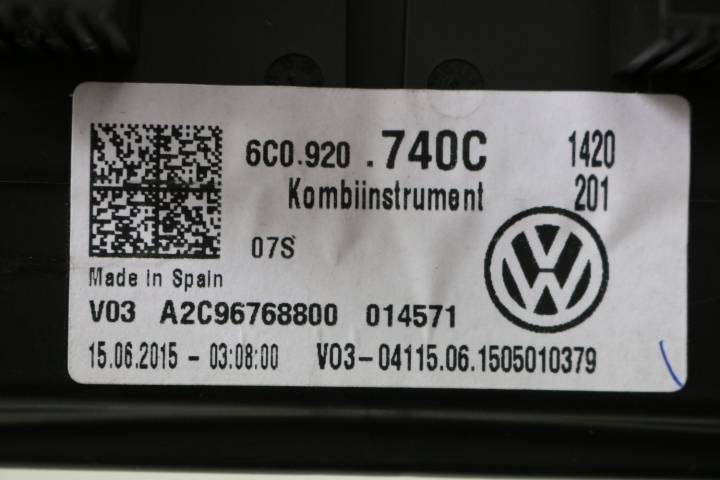 6C0.920 .740C 1420
Kombiinstrument 201
07S
Made in Spain
V03 A2C96768800 014571
15.06.2015 - 03:08:00 V03-04115.06.1505010379